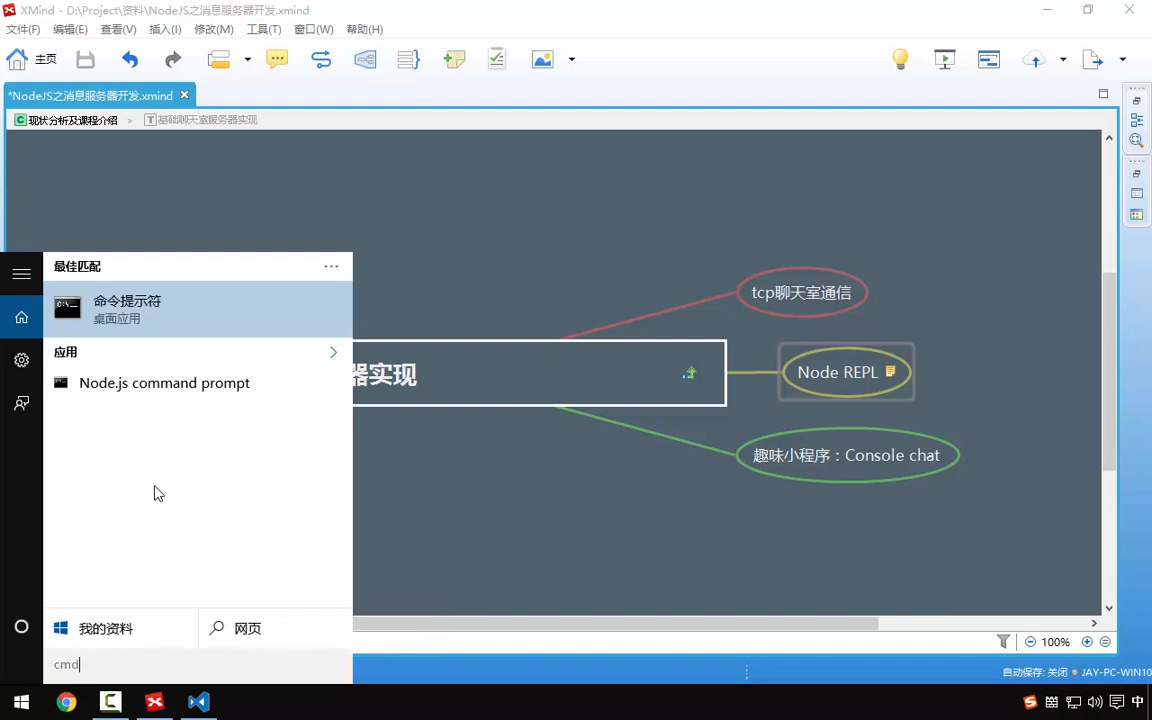 XMind - D:\Project\资料\NodeJS之消息服务器开发.xmind
文件(F) 编辑(E) 查看(V) 插入(I) 修改(M) 工具(T) 窗口(W) 帮助(H)
主页
*NodeJS之消息服务器开发.xmind
现状分析及课程介绍 > T 基础聊天室服务器实现
最佳匹配
命令提示符
桌面应用
应用
Node.js command prompt
tcp聊天室通信
器实现
Node REPL
趣味小程序：Console chat
我的资料
网页
100%
cmd
自动保存: 关闭 JAY-PC-WIN10
中